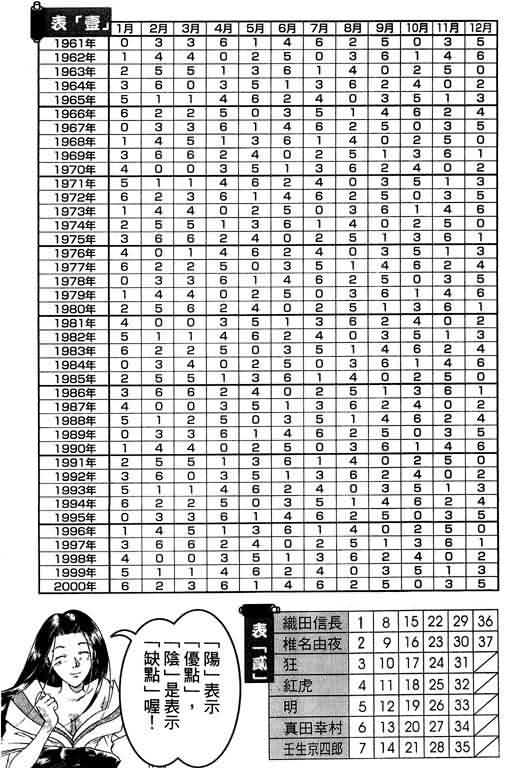 表「壹」
1月 2月 3月 4月 5月 6月 7月 8月 9月 10月 11月 12月
1961年 0 3 3 6 1 4 6 2 5 0 3 5
1962年 1 4 4 0 2 5 0 3 6 1 4 6
1963年 2 5 5 1 3 6 1 4 0 2 5 0
1964年 3 6 0 3 5 1 3 6 2 4 0 2
1965年 5 1 1 4 6 2 4 0 3 5 1 3
1966年 6 2 2 5 0 3 5 1 4 6 2 4
1967年 0 3 3 6 1 4 6 2 5 0 3 5
1968年 1 4 5 1 3 6 1 4 0 2 5 0
1969年 3 6 6 2 4 0 2 5 1 3 6 1
1970年 4 0 0 3 5 1 3 6 2 4 0 2
1971年 5 1 1 4 6 2 4 0 3 5 1 3
1972年 6 2 3 6 1 4 6 2 5 0 3 5
1973年 1 4 4 0 2 5 0 3 6 1 4 6
1974年 2 5 5 1 3 6 1 4 0 2 5 0
1975年 3 6 6 2 4 0 2 5 1 3 6 1
1976年 4 0 1 4 6 2 4 0 3 5 1 3
1977年 6 2 2 5 0 3 5 1 4 6 2 4
1978年 0 3 3 6 1 4 6 2 5 0 3 5
1979年 1 4 4 0 2 5 0 3 6 1 4 6
1980年 2 5 6 2 4 0 2 5 1 3 6 1
1981年 4 0 0 3 5 1 3 6 2 4 0 2
1982年 5 1 1 4 6 2 4 0 3 5 1 3
1983年 6 2 2 5 0 3 5 1 4 6 2 4
1984年 0 3 4 0 2 5 0 3 6 1 4 6
1985年 2 5 5 1 3 6 1 4 0 2 5 0
1986年 3 6 6 2 4 0 2 5 1 3 6 1
1987年 4 0 0 3 5 1 3 6 2 4 0 2
1988年 5 1 2 5 0 3 5 1 4 6 2 4
1989年 0 3 3 6 1 4 6 2 5 0 3 5
1990年 1 4 4 0 2 5 0 3 6 1 4 6
1991年 2 5 5 1 3 6 1 4 0 2 5 0
1992年 3 6 0 3 5 1 3 6 2 4 0 2
1993年 5 1 1 4 6 2 4 0 3 5 1 3
1994年 6 2 2 5 0 3 5 1 4 6 2 4
1995年 0 3 3 6 1 4 6 2 5 0 3 5
1996年 1 4 5 1 3 6 1 4 0 2 5 0
1997年 3 6 6 2 4 0 2 5 1 3 6 1
1998年 4 0 0 3 5 1 3 6 2 4 0 2
1999年 5 1 1 4 6 2 4 0 3 5 1 3
2000年 6 2 3 6 1 4 6 2 5 0 3 5
「陽」表示
「優點」，
「陰」是表示
「缺點」喔！
表「貳」
織田信長 1 8 15 22 29 36
椎名由夜 2 9 16 23 30 37
狂 3 10 17 24 31
紅虎 4 11 18 25 32
明 5 12 19 26 33
真田幸村 6 13 20 27 34
壬生京四郎 7 14 21 28 35